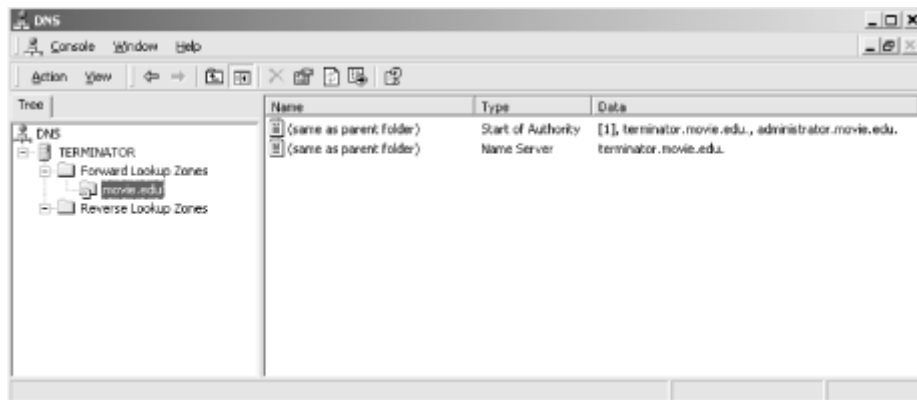 DNS
Console Window Help
Action View
Tree
Name Type Data
DNS
TERMINATOR
Forward Lookup Zones
movie.edu
Reverse Lookup Zones
(same as parent folder) Start of Authority [1], terminator.movie.edu., administrator.movie.edu.
(same as parent folder) Name Server terminator.movie.edu.